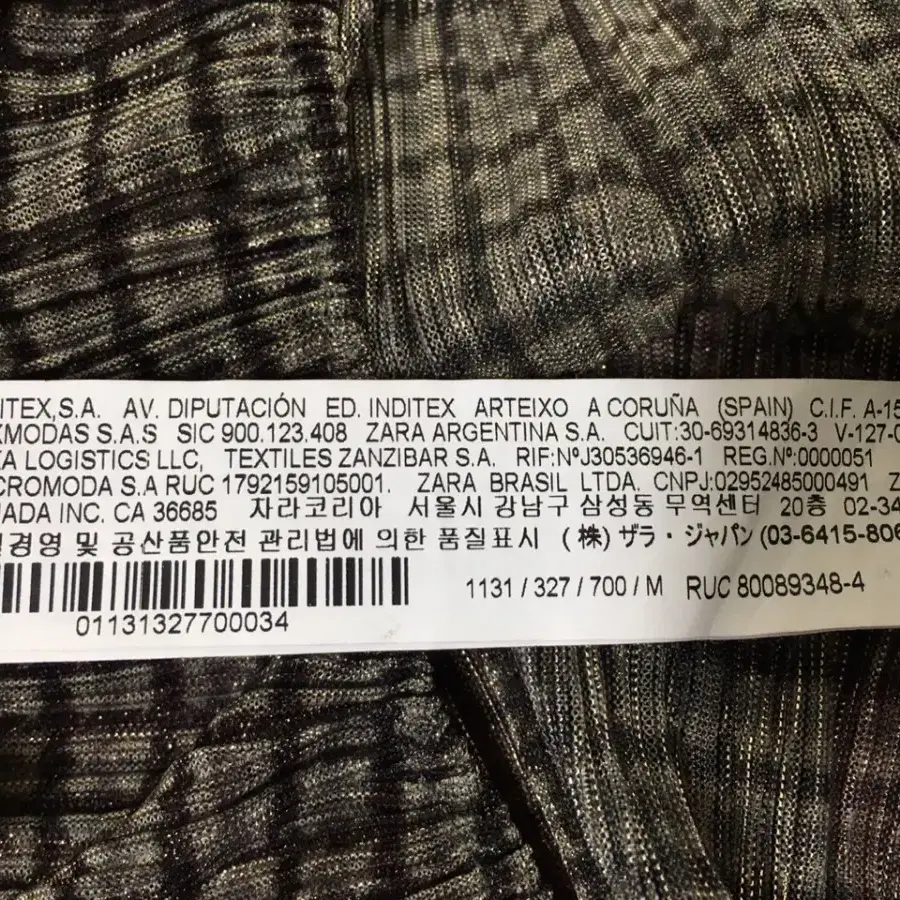 ITEX,S.A. AV. DIPUTACIÓN ED. INDITEX ARTEIXO A CORUÑA (SPAIN) C.I.F. A-15
XMODAS S.A.S SIC 900.123.408 ZARA ARGENTINA S.A. CUIT:30-69314836-3 V-127-0
A LOGISTICS LLC, TEXTILES ZANZIBAR S.A. RIF:NºJ30536946-1 REG.Nº:0000051
CROMODA S.A RUC 1792159105001. ZARA BRASIL LTDA. CNPJ:02952485000491 Z
ADA INC. CA 36685 자라코리아 서울시 강남구 삼성동 무역센터 20층 02-34
경영 및 공산품안전 관리법에 의한 품질표시 (株) ザラ・ジャパン (03-6415-806
1131 / 327 / 700 / M RUC 80089348-4
01131327700034